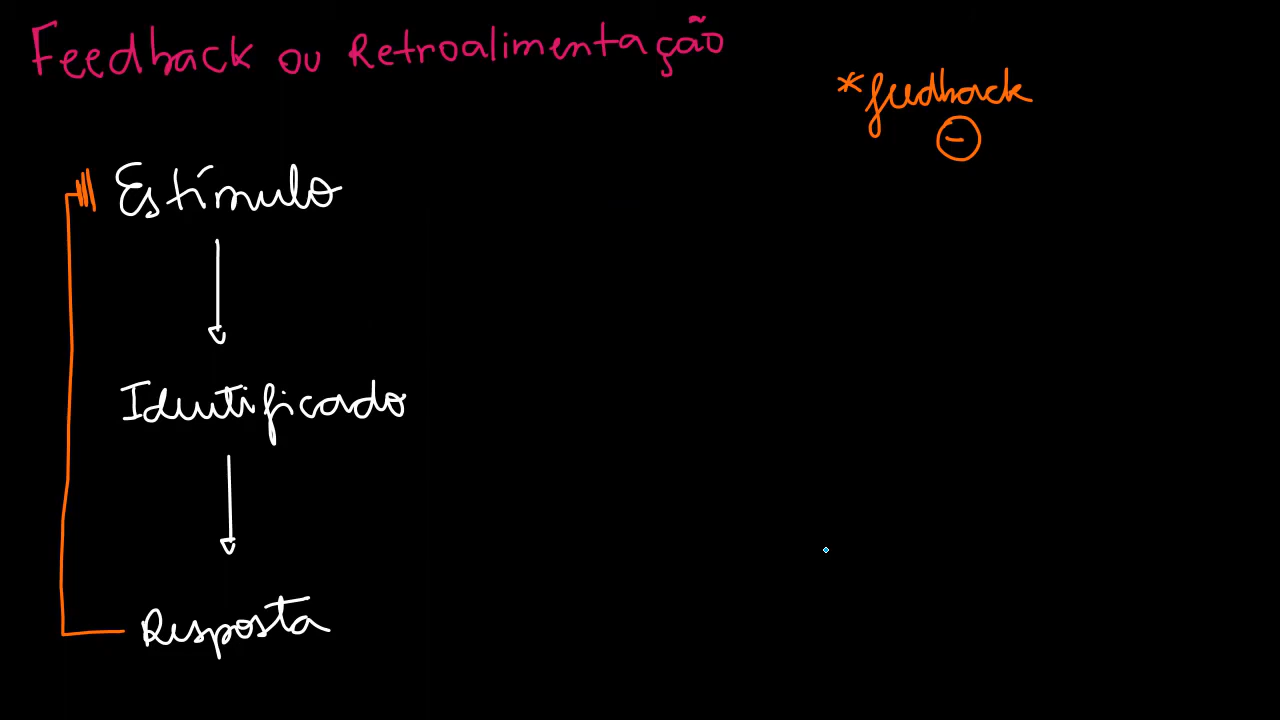 Feedback ou Retroalimentação
*feedback
-
Estímulo
Identificado
Resposta